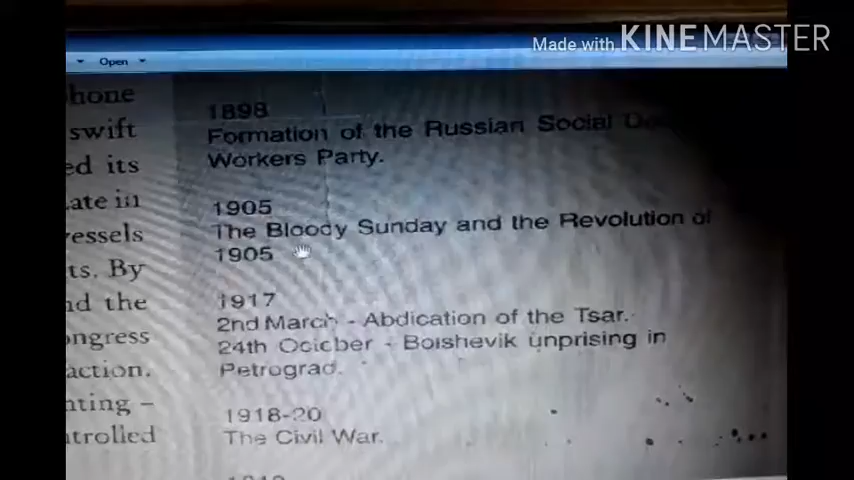 Made with KINEMASTER
Open
hone
swift
ed its
ate in
essels
ts. By
nd the
ongress
action.
nting –
trolled
1898
Formation of the Russian Social
Workers Party.
1905
The Bloody Sunday and the Revolution of
1905
1917
2nd March - Abdication of the Tsar.
24th October - Bolshevik unprising in
Petrograd.
1918-20
The Civil War.